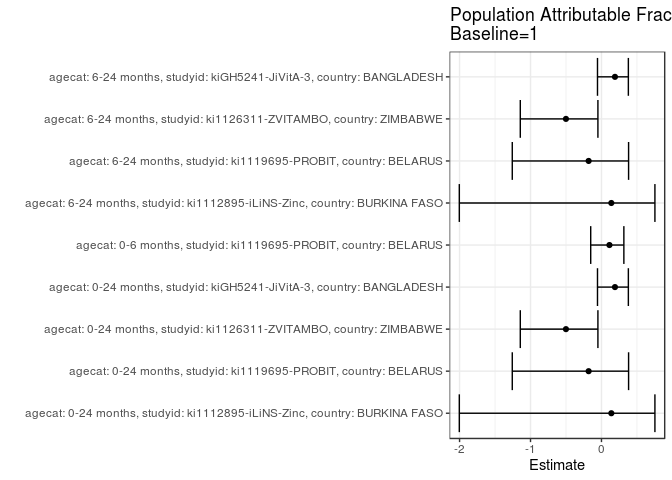 Population Attributable Frac
Baseline=1
agecat: 6-24 months, studyid: kiGH5241-JiVitA-3, country: BANGLADESH
agecat: 6-24 months, studyid: ki1126311-ZVITAMBO, country: ZIMBABWE
agecat: 6-24 months, studyid: ki1119695-PROBIT, country: BELARUS
agecat: 6-24 months, studyid: ki1112895-iLiNS-Zinc, country: BURKINA FASO
agecat: 0-6 months, studyid: ki1119695-PROBIT, country: BELARUS
agecat: 0-24 months, studyid: kiGH5241-JiVitA-3, country: BANGLADESH
agecat: 0-24 months, studyid: ki1126311-ZVITAMBO, country: ZIMBABWE
agecat: 0-24 months, studyid: ki1119695-PROBIT, country: BELARUS
agecat: 0-24 months, studyid: ki1112895-iLiNS-Zinc, country: BURKINA FASO
-2 -1 0
Estimate